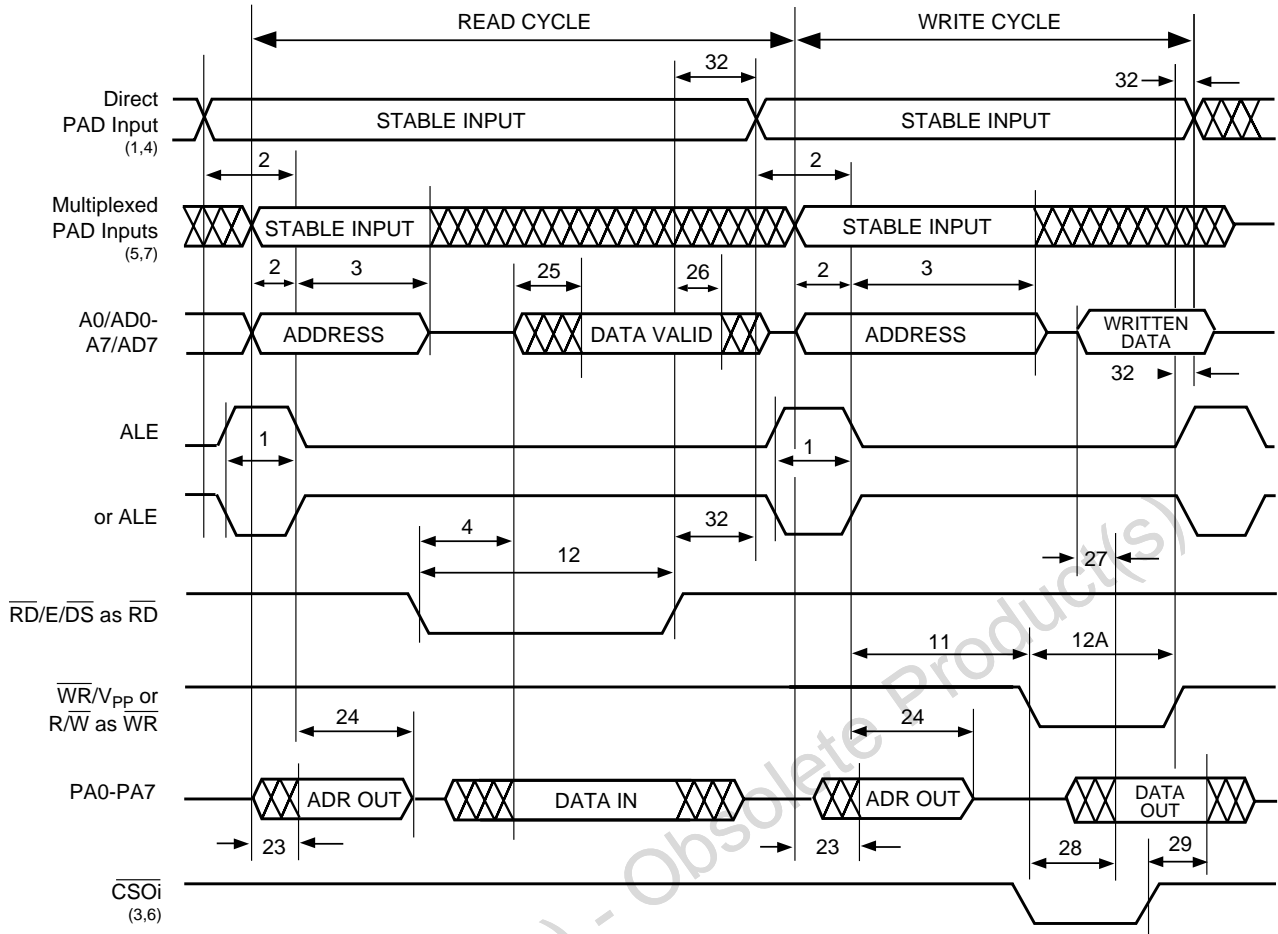 READ CYCLE
WRITE CYCLE
32
32
Direct
PAD Input
(1,4)
STABLE INPUT
STABLE INPUT
2
2
Multiplexed
PAD Inputs
(5,7)
STABLE INPUT
STABLE INPUT
2
3
25
26
2
3
A0/AD0-
A7/AD7
ADDRESS
DATA VALID
ADDRESS
WRITTEN
DATA
32
ALE
1
1
or ALE
4
32
12
27
RD/E/DS as RD
11
12A
WR/VPP or
R/W as WR
24
24
PA0-PA7
ADR OUT
DATA IN
ADR OUT
DATA
OUT
23
23
28
29
CSOi
(3,6)
) - Obsolete Product(s)